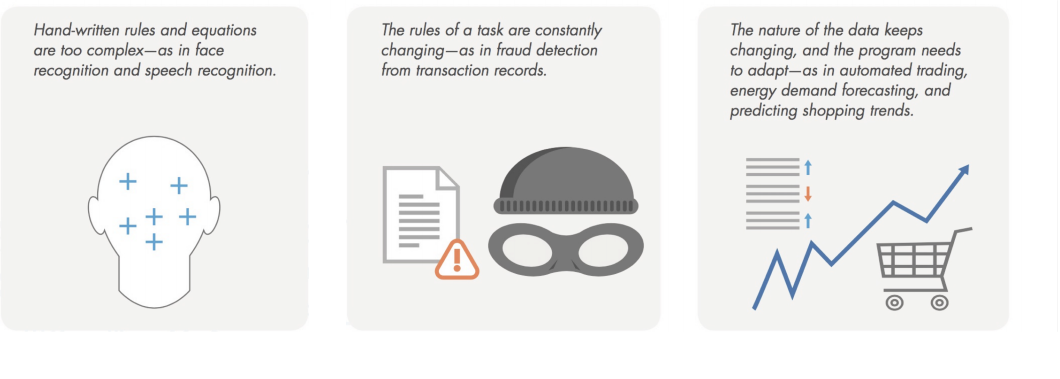 Hand-written rules and equations
are too complex—as in face
recognition and speech recognition.
The rules of a task are constantly
changing—as in fraud detection
from transaction records.
The nature of the data keeps
changing, and the program needs
to adapt—as in automated trading,
energy demand forecasting, and
predicting shopping trends.